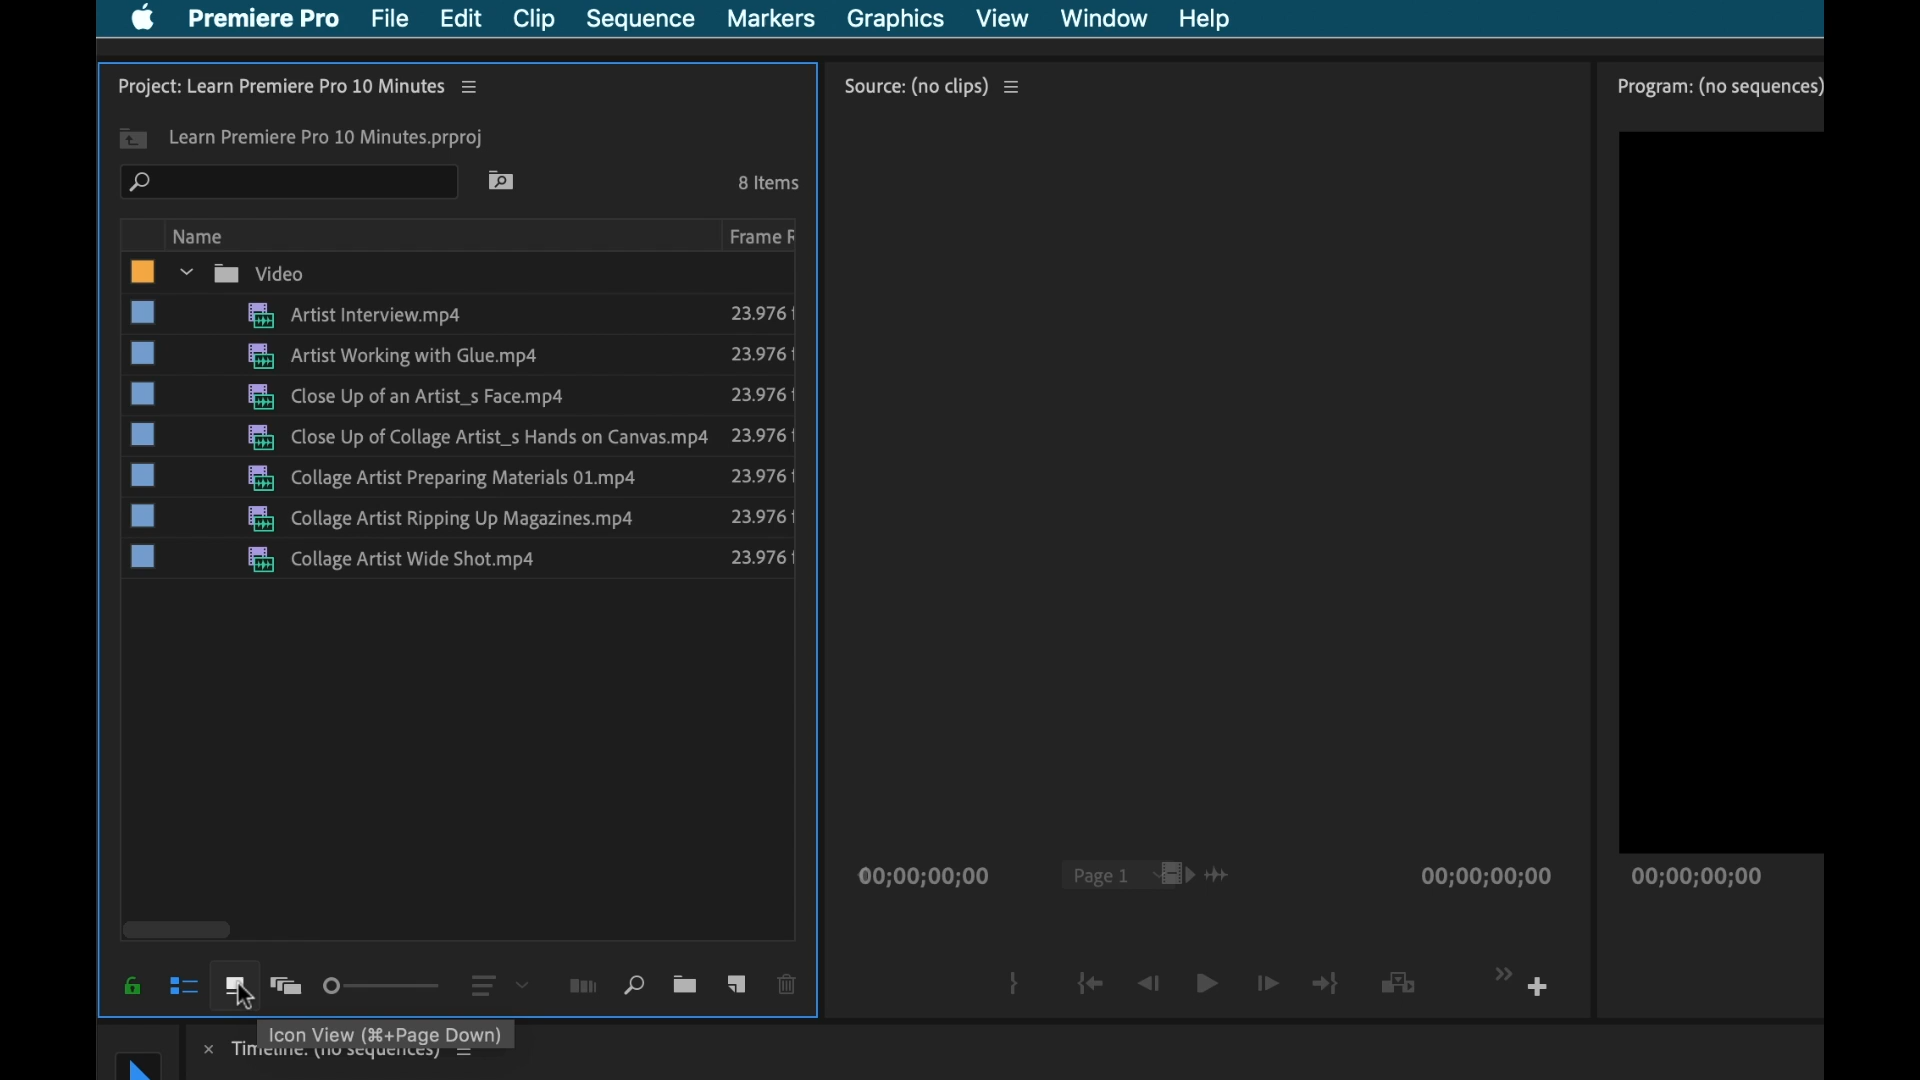 Premiere Pro File Edit Clip Sequence Markers Graphics View Window Help
Project: Learn Premiere Pro 10 Minutes
Source: (no clips)
Program: (no sequences)
Learn Premiere Pro 10 Minutes.prproj
8 Items
Name
Frame R
Video
Artist Interview.mp4 23.976 f
Artist Working with Glue.mp4 23.976 f
Close Up of an Artist_s Face.mp4 23.976 f
Close Up of Collage Artist_s Hands on Canvas.mp4 23.976 f
Collage Artist Preparing Materials 01.mp4 23.976 f
Collage Artist Ripping Up Magazines.mp4 23.976 f
Collage Artist Wide Shot.mp4 23.976 f
00;00;00;00
Page 1
00;00;00;00
00;00;00;00
Icon View (⌘+Page Down)
Timeline: (no sequences)